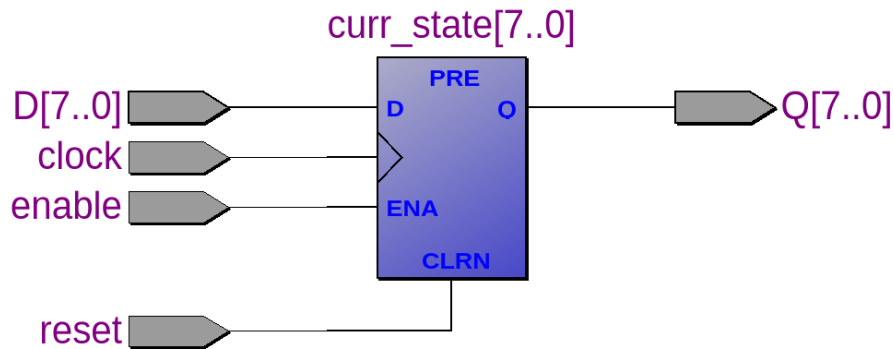 curr_state[7..0]
PRE
D[7..0]
D
Q
Q[7..0]
clock
enable
ENA
CLRN
reset